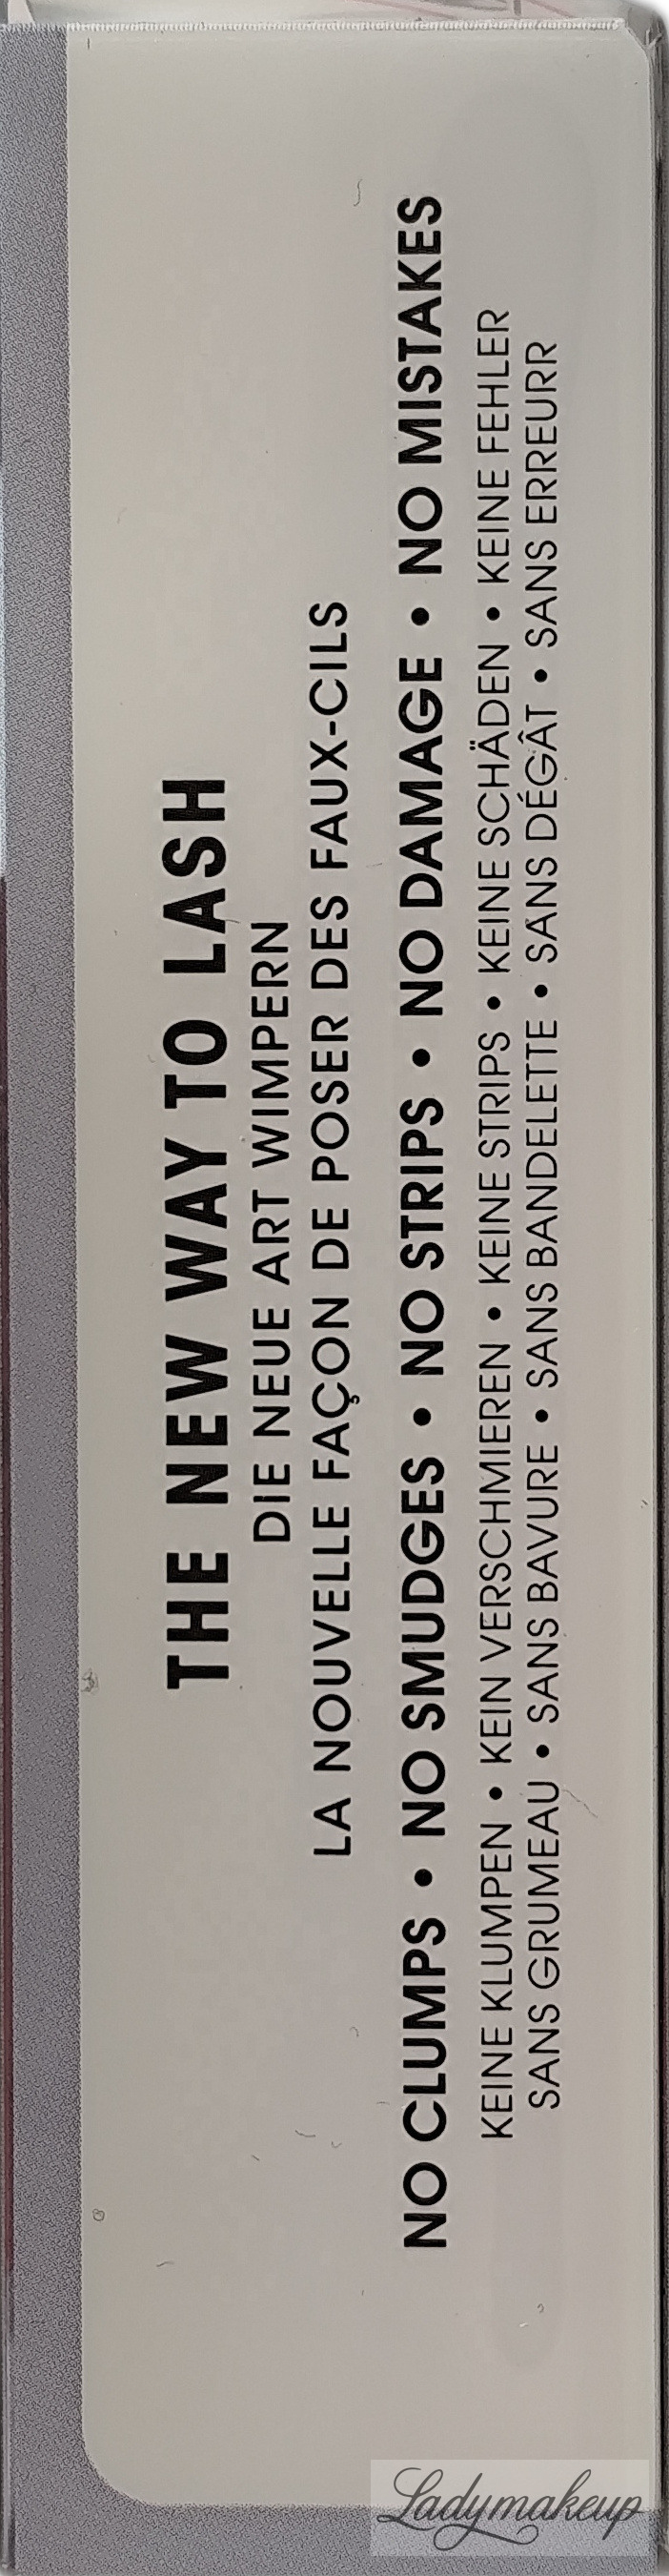 THE NEW WAY TO LASH
DIE NEUE ART WIMPERN
LA NOUVELLE FAÇON DE POSER DES FAUX-CILS
NO CLUMPS • NO SMUDGES • NO STRIPS • NO DAMAGE • NO MISTAKES
KEINE KLUMPEN • KEIN VERSCHMIEREN • KEINE STRIPS • KEINE SCHÄDEN • KEINE FEHLER
SANS GRUMEAU • SANS BAVURE • SANS BANDELETTE • SANS DÉGÂT • SANS ERREURR
Ladymakeup